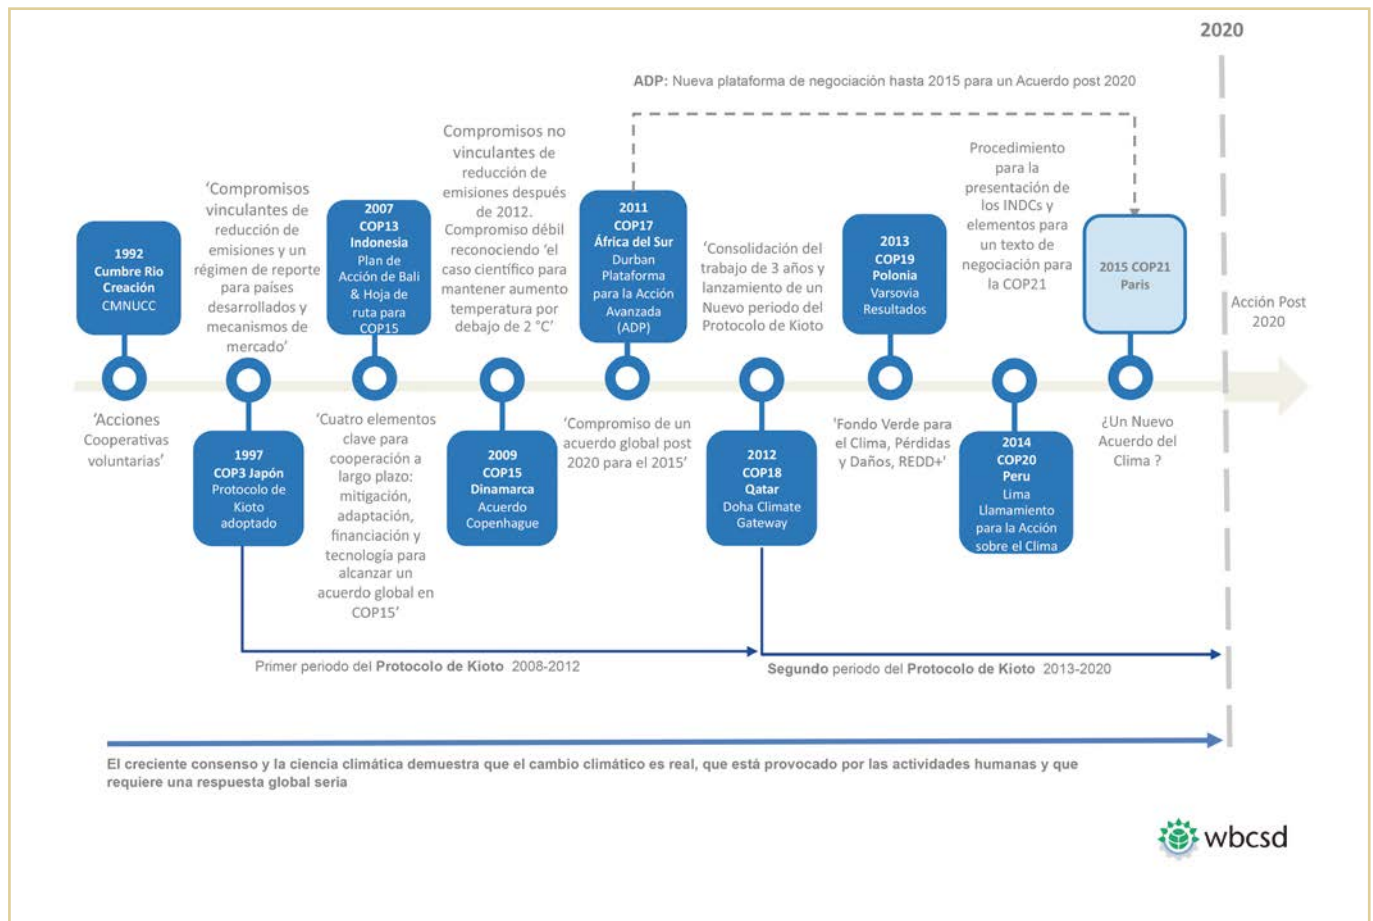 2020
ADP: Nueva plataforma de negociación hasta 2015 para un Acuerdo post 2020
1992
Cumbre Rio
Creación
CMNUCC
'Acciones
Cooperativas
voluntarias'
'Compromisos
vinculantes de
reducción de
emisiones y un
régimen de reporte
para países
desarrollados y
mecanismos de
mercado'
1997
COP3 Japón
Protocolo de
Kioto
adoptado
2007
COP13
Indonesia
Plan de
Acción de Bali
& Hoja de
ruta para
COP15
'Cuatro elementos
clave para
cooperación a
largo plazo:
mitigación,
adaptación,
financiación y
tecnología para
alcanzar un
acuerdo global en
COP15'
Compromisos no
vinculantes de
reducción de
emisiones después
de 2012.
Compromiso débil
reconociendo 'el
caso científico para
mantener aumento
temperatura por
debajo de 2 °C'
2009
COP15
Dinamarca
Acuerdo
Copenhague
2011
COP17
África del Sur
Durban
Plataforma
para la Acción
Avanzada
(ADP)
'Compromiso de un
acuerdo global post
2020 para el 2015'
'Consolidación del
trabajo de 3 años y
lanzamiento de un
Nuevo periodo del
Protocolo de Kioto
2012
COP18
Qatar
Doha Climate
Gateway
2013
COP19
Polonia
Varsovia
Resultados
'Fondo Verde para
el Clima, Pérdidas
y Daños, REDD+'
Procedimiento
para la
presentación de
los INDCs y
elementos para
un texto de
negociación para
la COP21
2014
COP20
Peru
Lima
Llamamiento
para la Acción
sobre el Clima
2015 COP21
Paris
¿Un Nuevo
Acuerdo del
Clima ?
Acción Post
2020
Primer periodo del Protocolo de Kioto 2008-2012
Segundo periodo del Protocolo de Kioto 2013-2020
El creciente consenso y la ciencia climática demuestra que el cambio climático es real, que está provocado por las actividades humanas y que
requiere una respuesta global seria
wbcsd